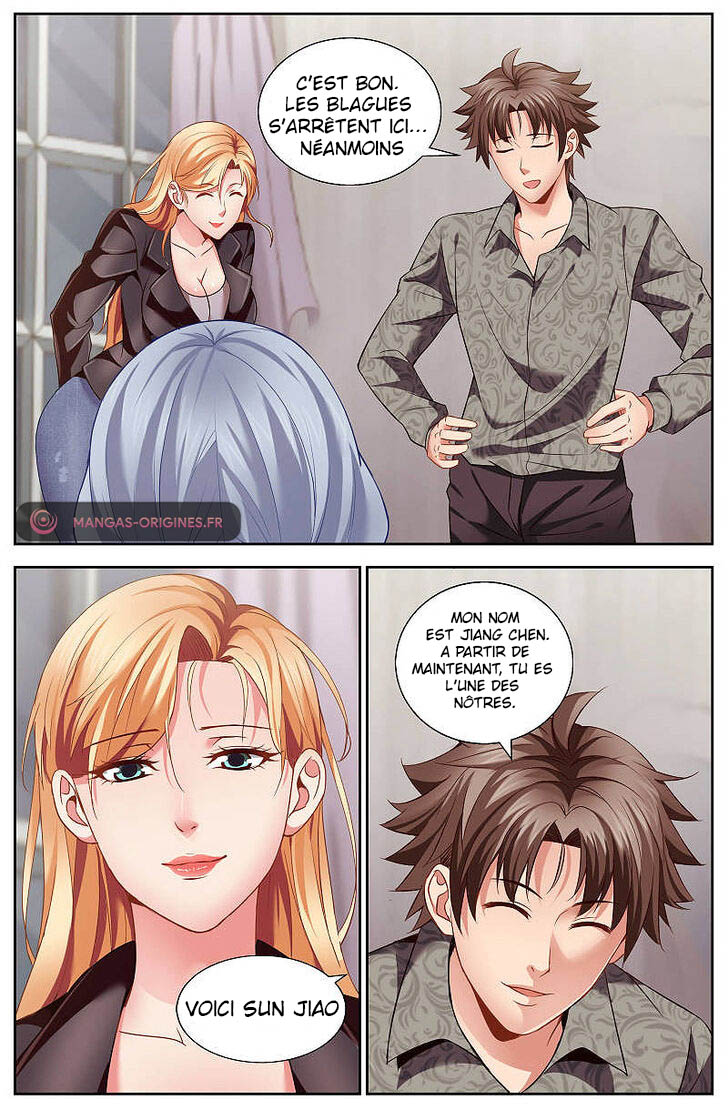 C'EST BON.
LES BLAGUES
S'ARRÊTENT ICI...
NÉANMOINS
MANGAS-ORIGINES.FR
VOICI SUN JIAO
MON NOM
EST JIANG CHEN.
A PARTIR DE
MAINTENANT, TU ES
L'UNE DES
NÔTRES.